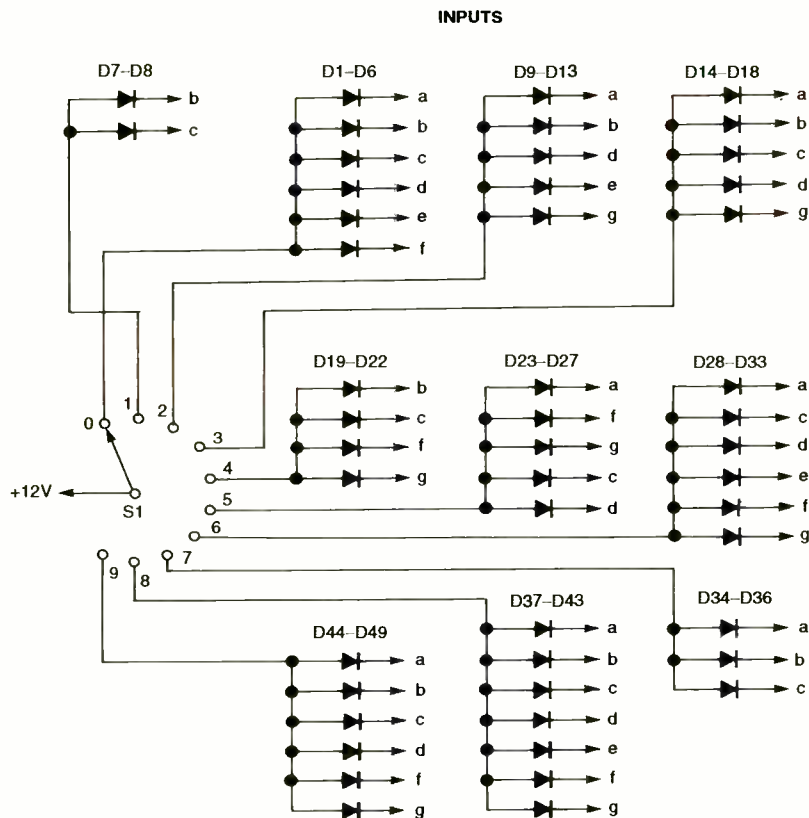 INPUTS
D7–D8
b
c
D1–D6
a
b
c
d
e
f
D9–D13
a
b
d
e
g
D14–D18
a
b
c
d
g
0
1
2
3
4
5
6
7
8
9
+12V
S1
D19–D22
b
c
f
g
D23–D27
a
f
g
c
d
D28–D33
a
c
d
e
f
g
D44–D49
a
b
c
d
f
g
D37–D43
a
b
c
d
e
f
g
D34–D36
a
b
c